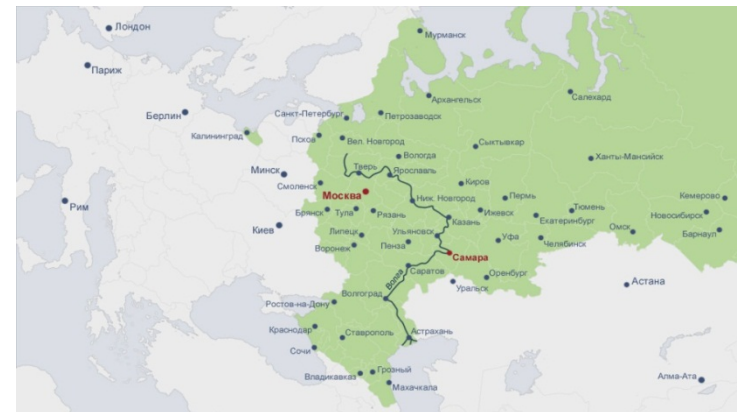 Лондон
Мурманск
Париж
Архангельск
Салехард
Берлин
Санкт-Петербург
Петрозаводск
Калининград
Псков
Вел. Новгород
Сыктывкар
Вологда
Ханты-Мансийск
Минск
Тверь
Ярославль
Смоленск
Киров
Москва
Пермь
Кемерово
Рим
Ниж. Новгород
Брянск
Тула
Рязань
Ижевск
Тюмень
Новосибирск
Казань
Екатеринбург
Киев
Липецк
Ульяновск
Омск
Барнаул
Воронеж
Пенза
Уфа
Челябинск
Самара
Волга
Саратов
Оренбург
Уральск
Астана
Волгоград
Ростов-на-Дону
Краснодар
Ставрополь
Астрахань
Сочи
Владикавказ
Грозный
Махачкала
Алма-Ата